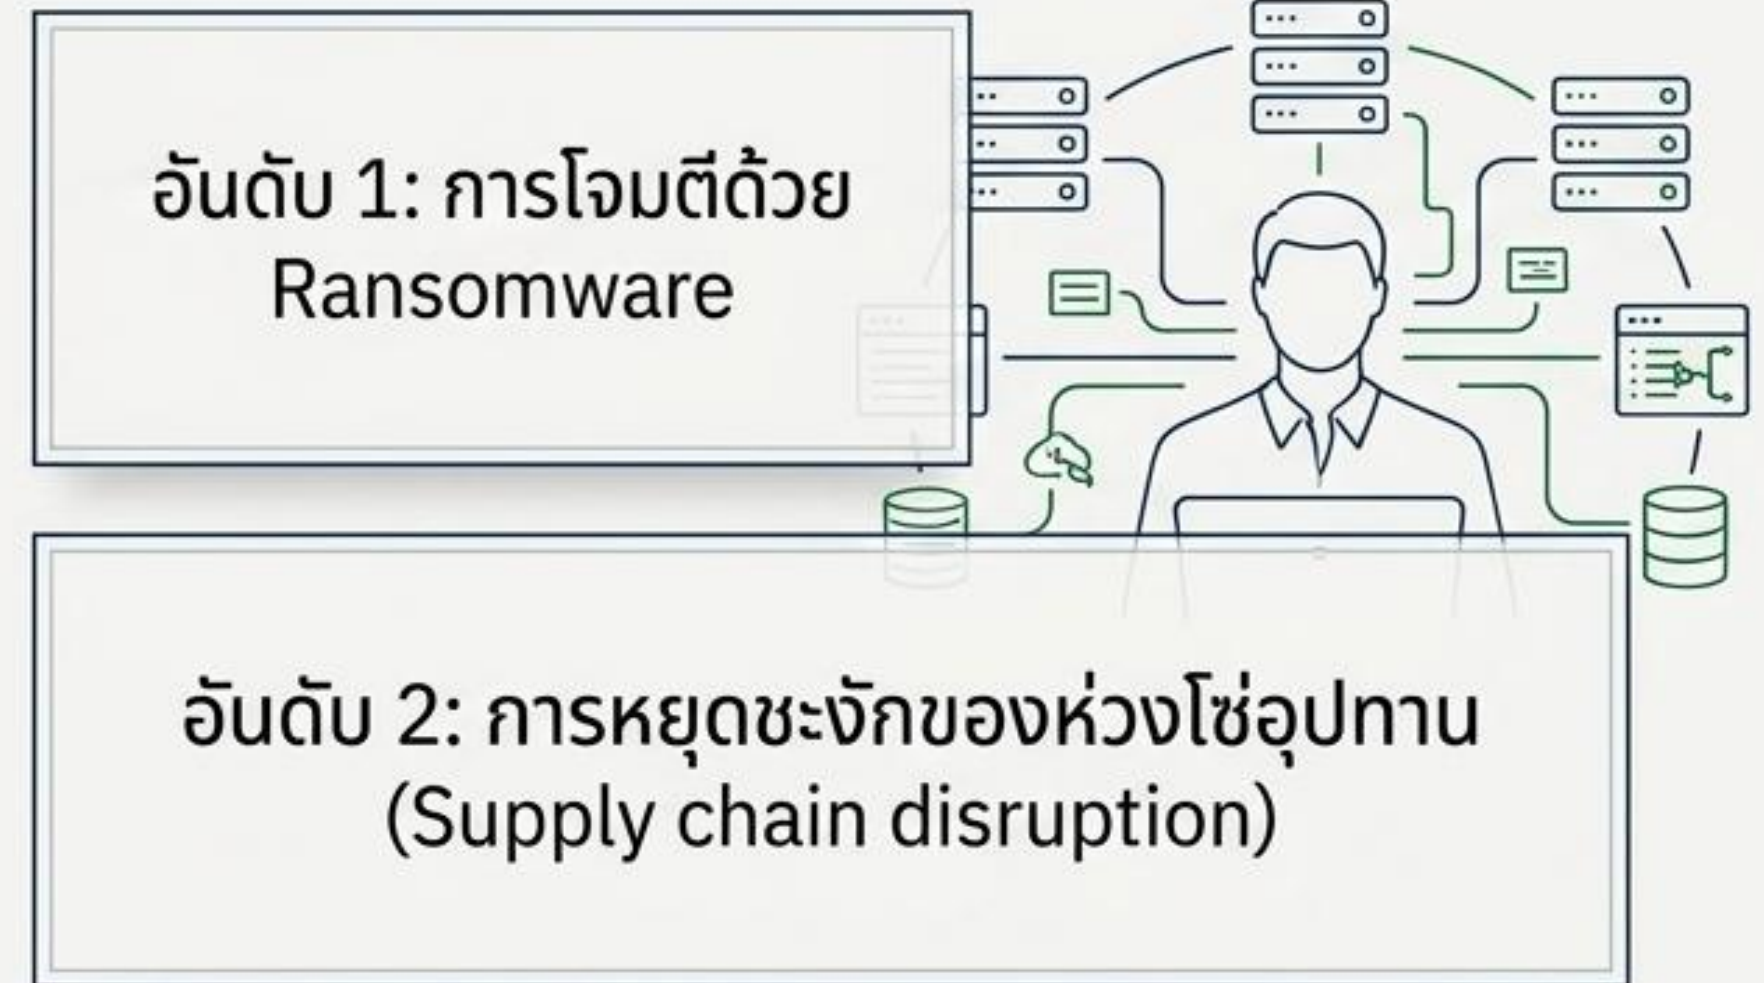 อันดับ 1: การโจมตีด้วย
Ransomware
อันดับ 2: การหยุดชะงักของห่วงโซ่อุปทาน
(Supply chain disruption)